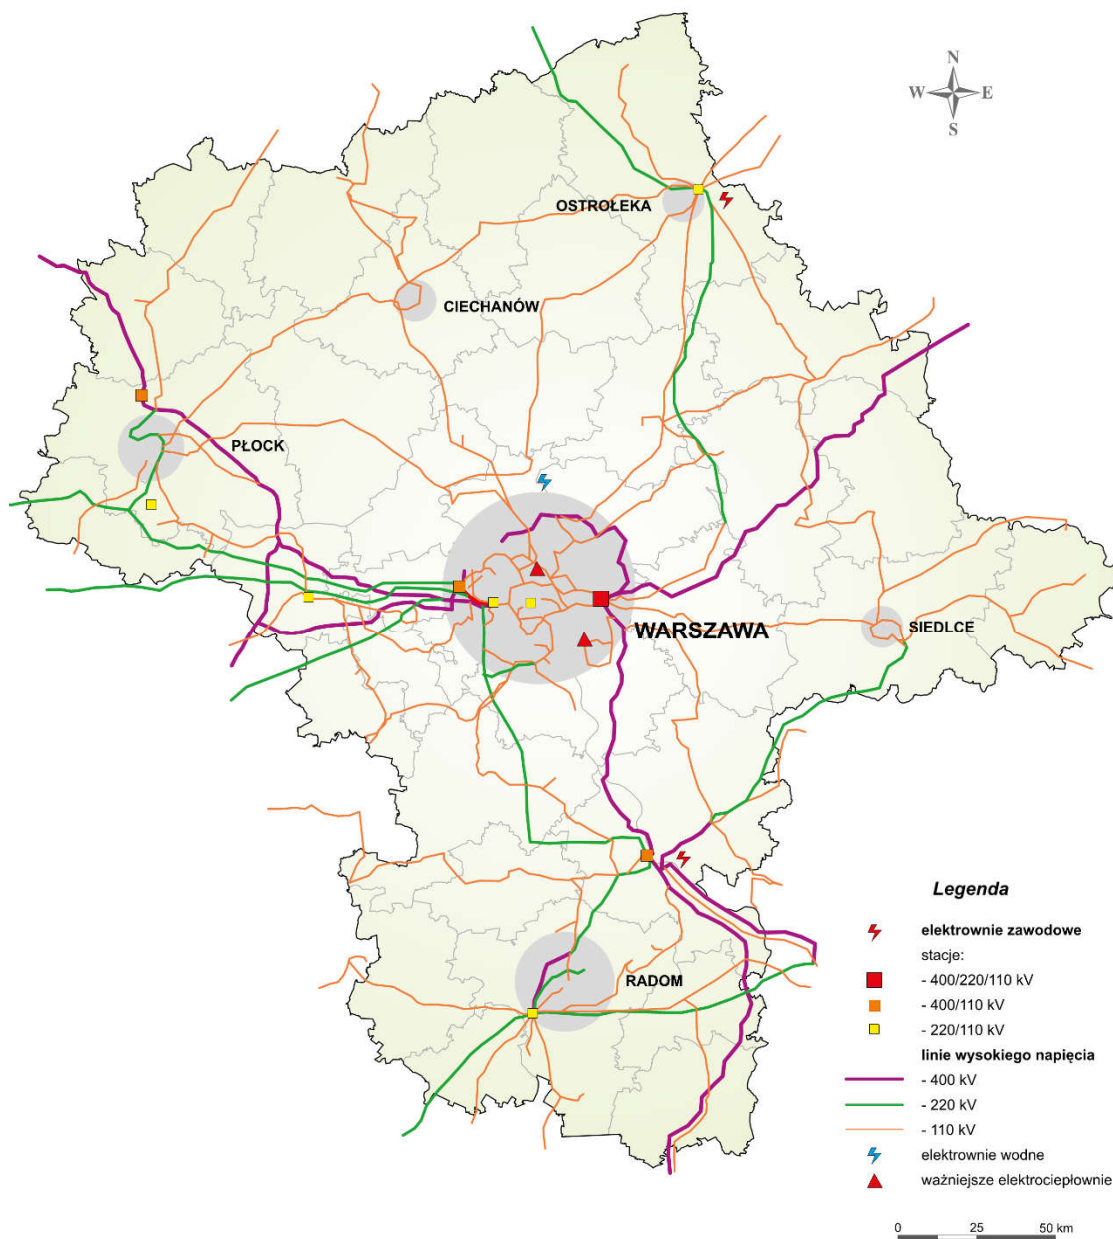 N
W E
S
OSTROŁEKA
CIECHANÓW
PŁOCK
WARSZAWA
SIEDLCE
RADOM
Legenda
elektrownie zawodowe
stacje:
- 400/220/110 kV
- 400/110 kV
- 220/110 kV
linie wysokiego napięcia
- 400 kV
- 220 kV
- 110 kV
elektrownie wodne
ważniejsze elektrociepłownie
0 25 50 km